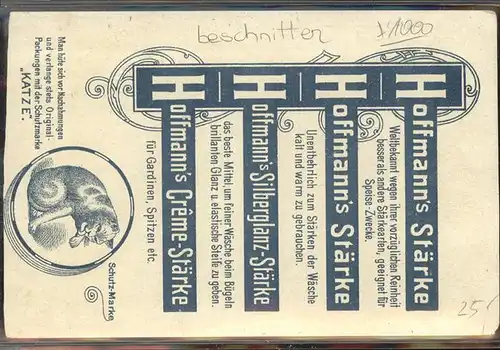 beschnitten
±1000
Hoffmann's Stärke
Weltbekannt wegen ihrer vorzüglichen Reinheit
besser als andere Stärkearten, geeignet für
Speise-Zwecke.
Hoffmann's Stärke
Unentbehrlich zum Stärken der Wäsche
kalt und warm zu gebrauchen.
Hoffmann's Silberglanz-Stärke
das beste Mittel, um feiner Wäsche beim Bügeln
brillanten Glanz u. elastische Steife zu geben.
Hoffmann's Crême-Stärke
für Gardinen, Spitzen etc.
Man hüte sich vor Nachahmungen
und verlange stets Original-
Packungen mit der Schutzmarke
„KATZE“.
Schutz-Marke
25